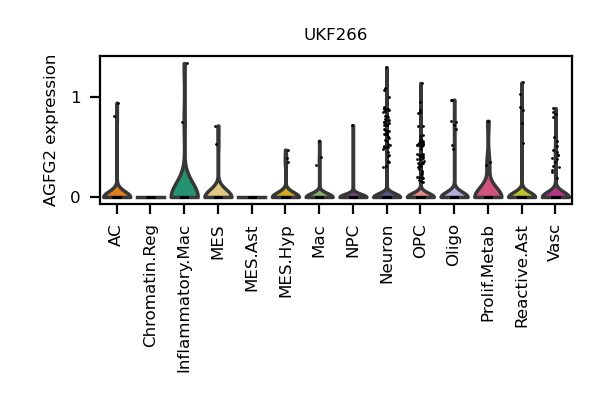 UKF266
AGFG2 expression
1
0
AC
Chromatin.Reg
Inflammatory.Mac
MES
MES.Ast
MES.Hyp
Mac
NPC
Neuron
OPC
Oligo
Prolif.Metab
Reactive.Ast
Vasc